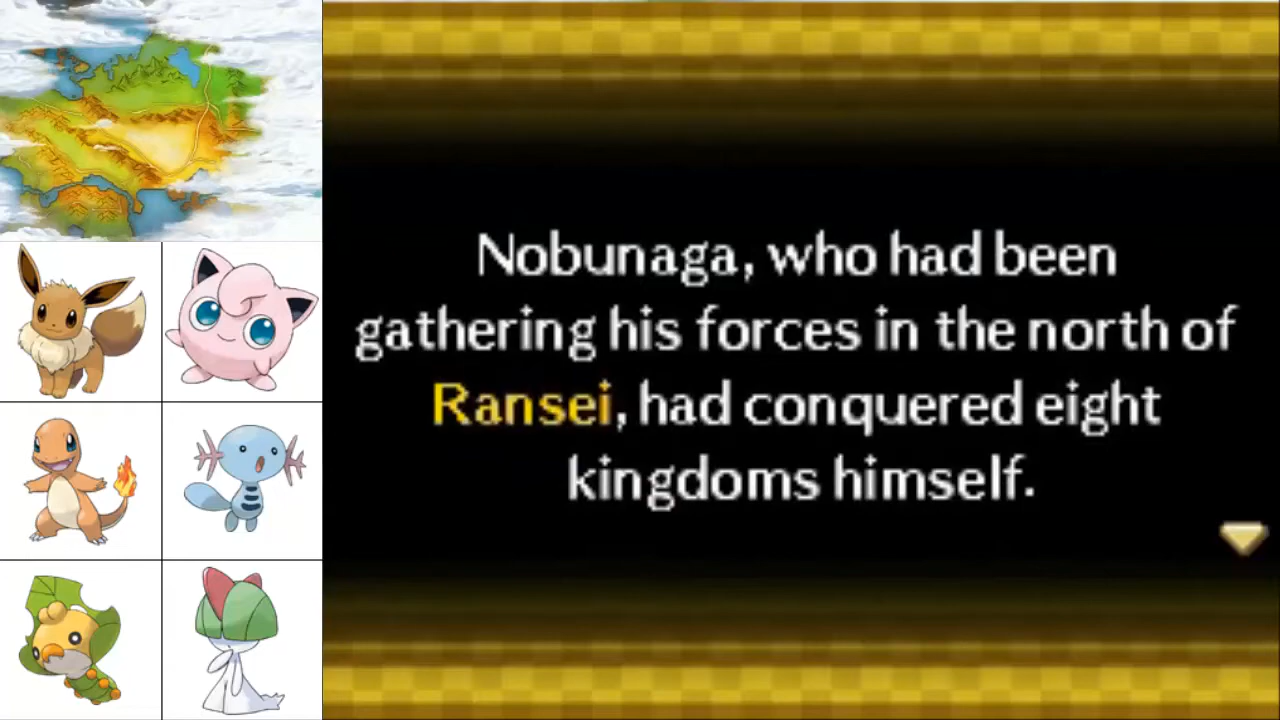 Nobunaga, who had been
gathering his forces in the north of
Ransei, had conquered eight
kingdoms himself.